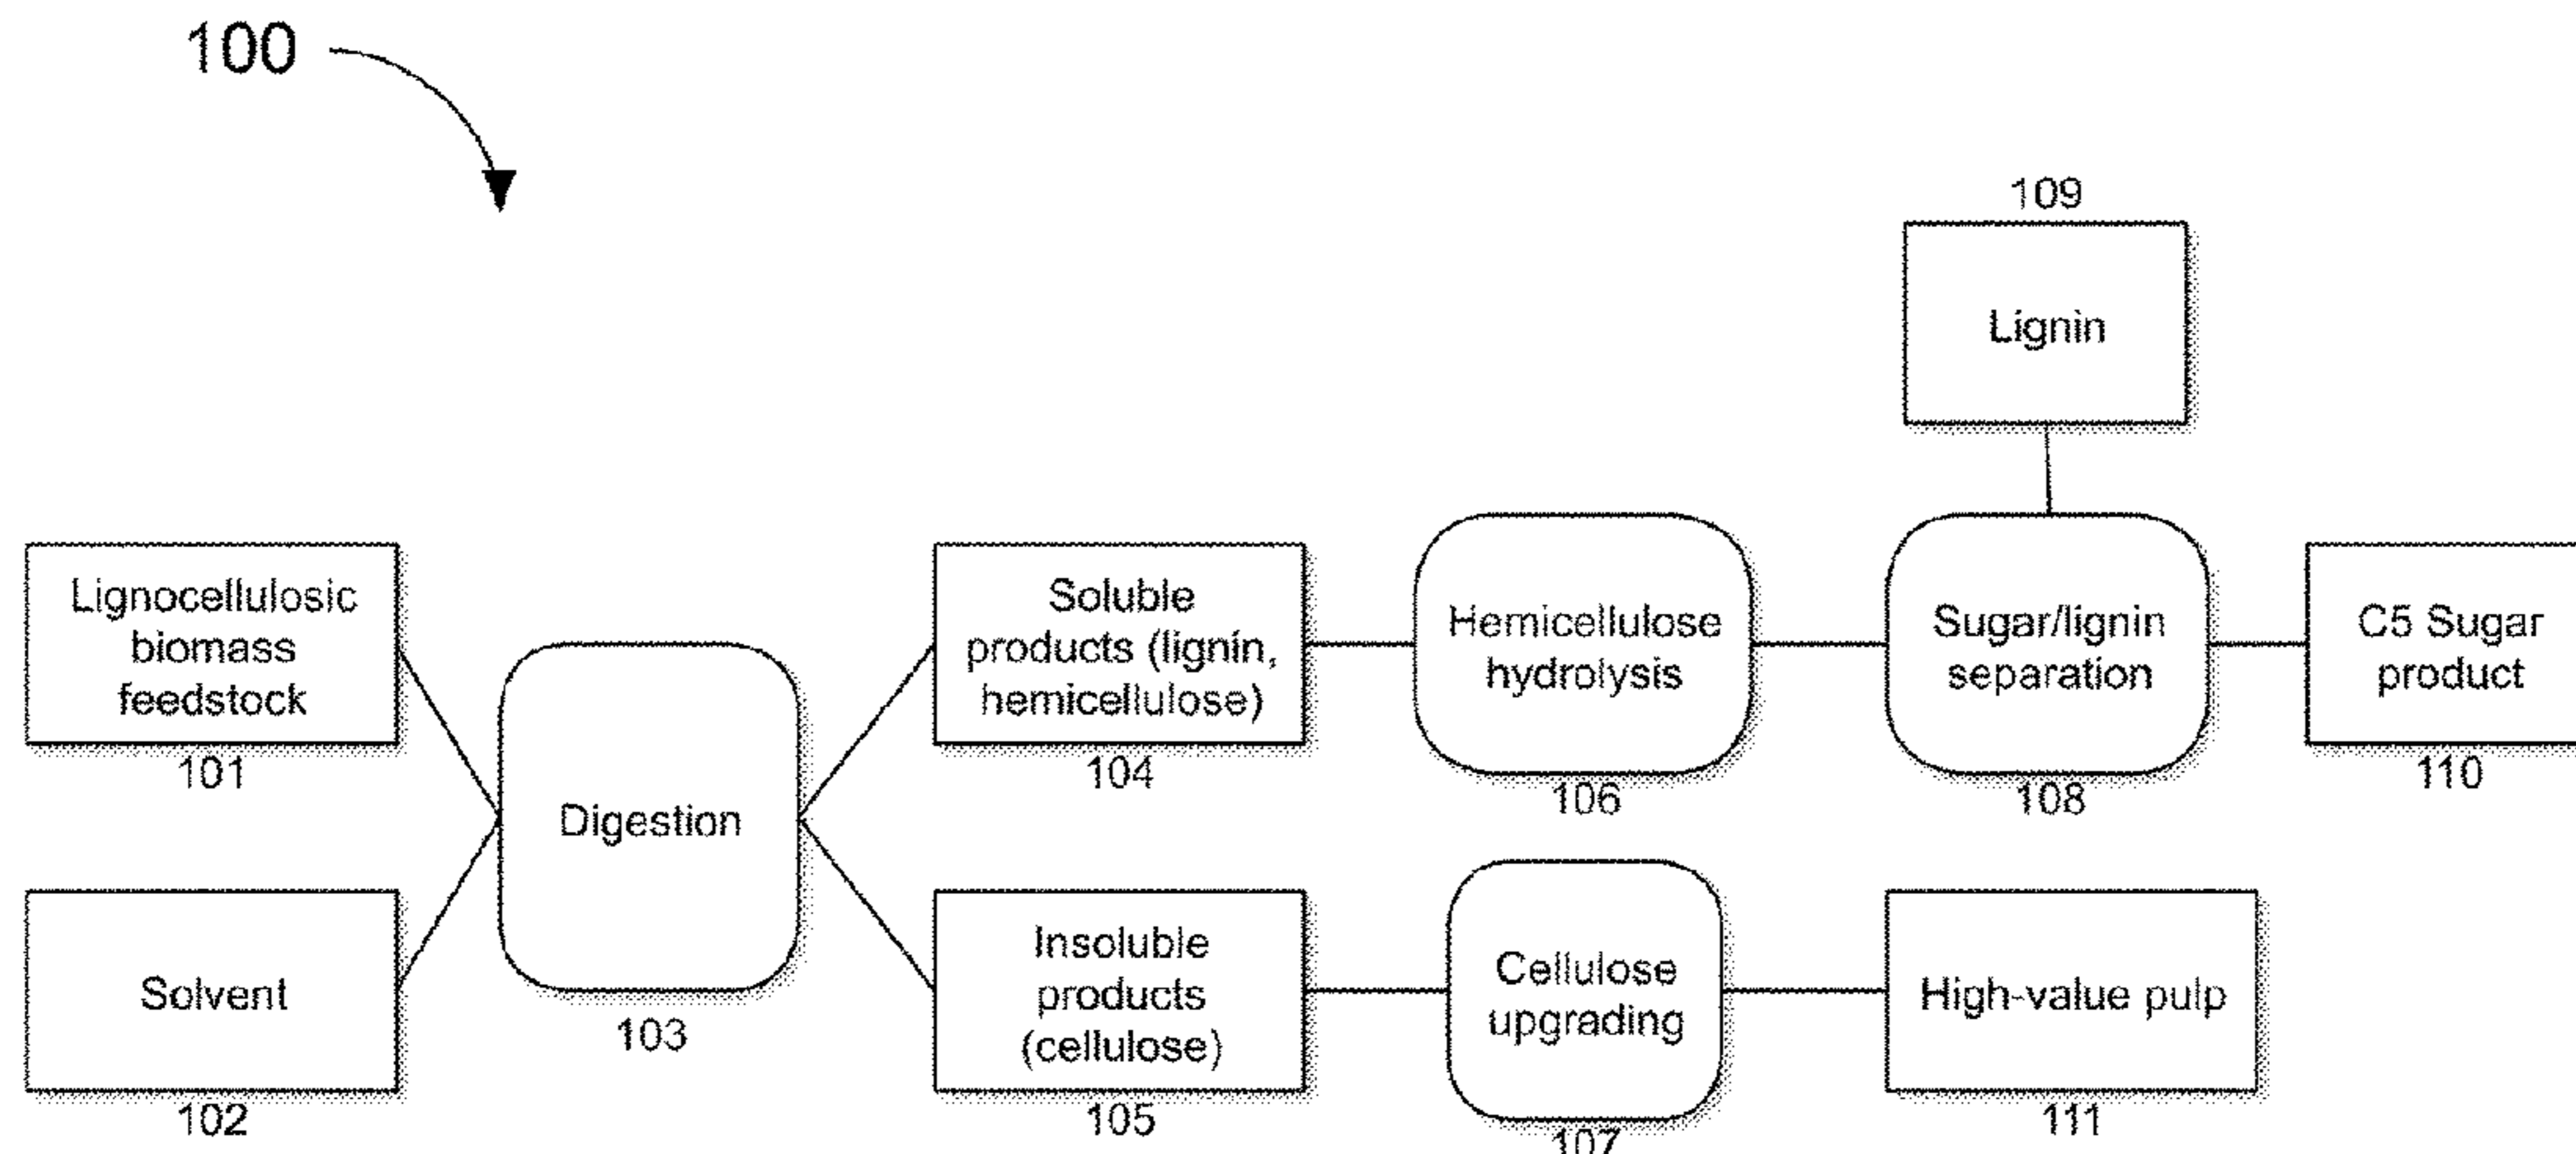 100
109
Lignin
Lignocellulosic
biomass
feedstock
101
Solvent
102
Digestion
103
Soluble
products (lignin,
hemicellulose)
104
Insoluble
products
(cellulose)
105
Hemicellulose
hydrolysis
106
Cellulose
upgrading
107
Sugar/lignin
separation
108
C5 Sugar
product
110
High-value pulp
111